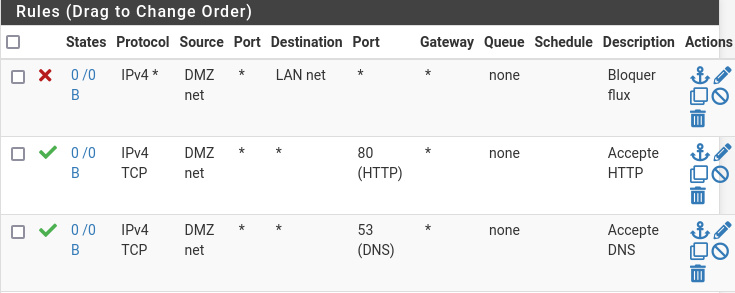 Rules (Drag to Change Order)
States Protocol Source Port Destination Port Gateway Queue Schedule Description Actions
0 /0 IPv4 * DMZ * LAN net * * none Bloquer
B net flux
0 /0 IPv4 DMZ * * 80 * none Accepte
B TCP net (HTTP) HTTP
0 /0 IPv4 DMZ * * 53 * none Accepte
B TCP net (DNS) DNS